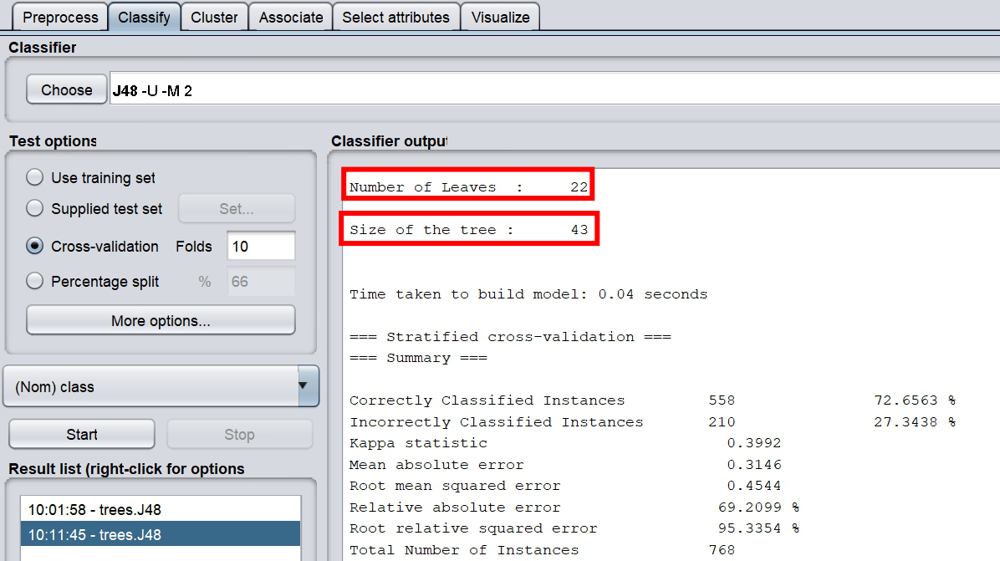 Preprocess Classify Cluster Associate Select attributes Visualize
Classifier
Choose J48 -U -M 2
Test options
Use training set
Supplied test set Set...
Cross-validation Folds 10
Percentage split % 66
More options...
(Nom) class
Start Stop
Result list (right-click for options
10:01:58 - trees.J48
10:11:45 - trees.J48
Classifier output
Number of Leaves : 22
Size of the tree : 43
Time taken to build model: 0.04 seconds
=== Stratified cross-validation ===
=== Summary ===
Correctly Classified Instances 558 72.6563 %
Incorrectly Classified Instances 210 27.3438 %
Kappa statistic 0.3992
Mean absolute error 0.3146
Root mean squared error 0.4544
Relative absolute error 69.2099 %
Root relative squared error 95.3354 %
Total Number of Instances 768